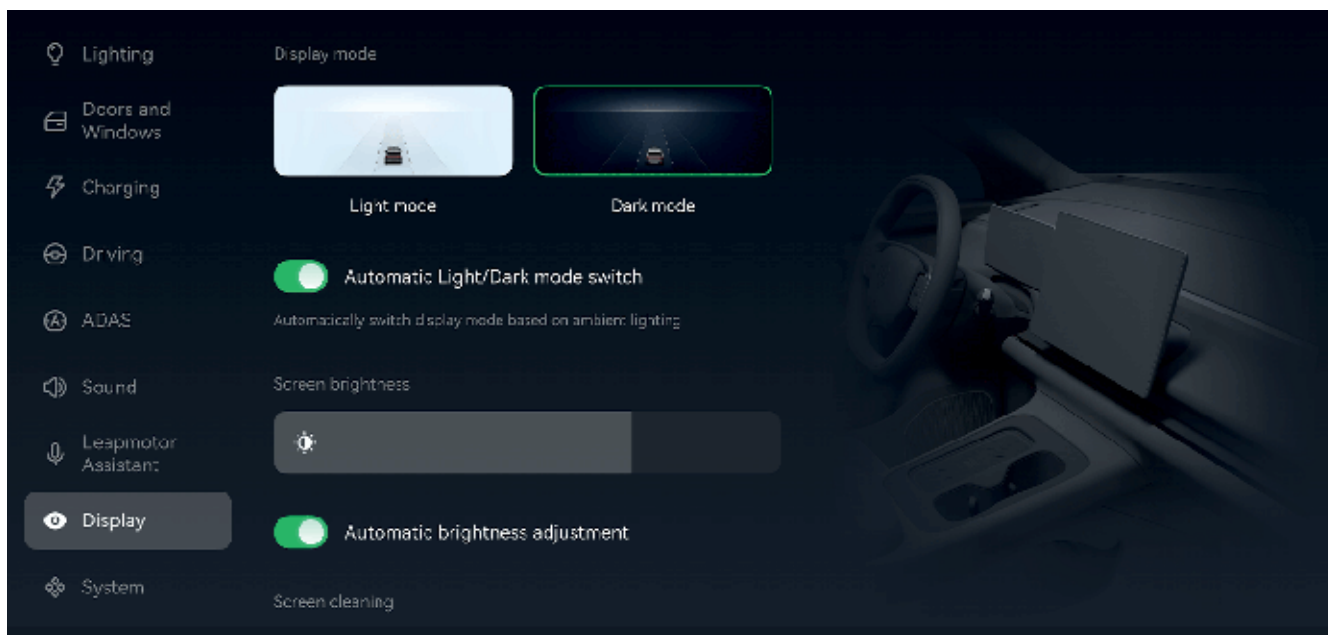 Lighting
Doors and
Windows
Charging
Driving
ADAS
Sound
Leapmotor
Assistant
Display
System
Display mode
Light mode
Dark mode
Automatic Light/Dark mode switch
Automatically switch display mode based on ambient lighting
Screen brightness
Automatic brightness adjustment
Screen cleaning